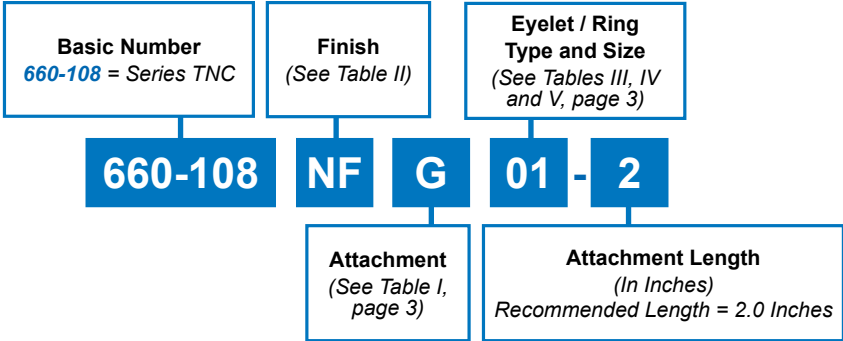 Basic Number
660-108 = Series TNC
Finish
(See Table II)
Eyelet / Ring
Type and Size
(See Tables III, IV
and V, page 3)
660-108 NF G 01 - 2
Attachment
(See Table I,
page 3)
Attachment Length
(In Inches)
Recommended Length = 2.0 Inches